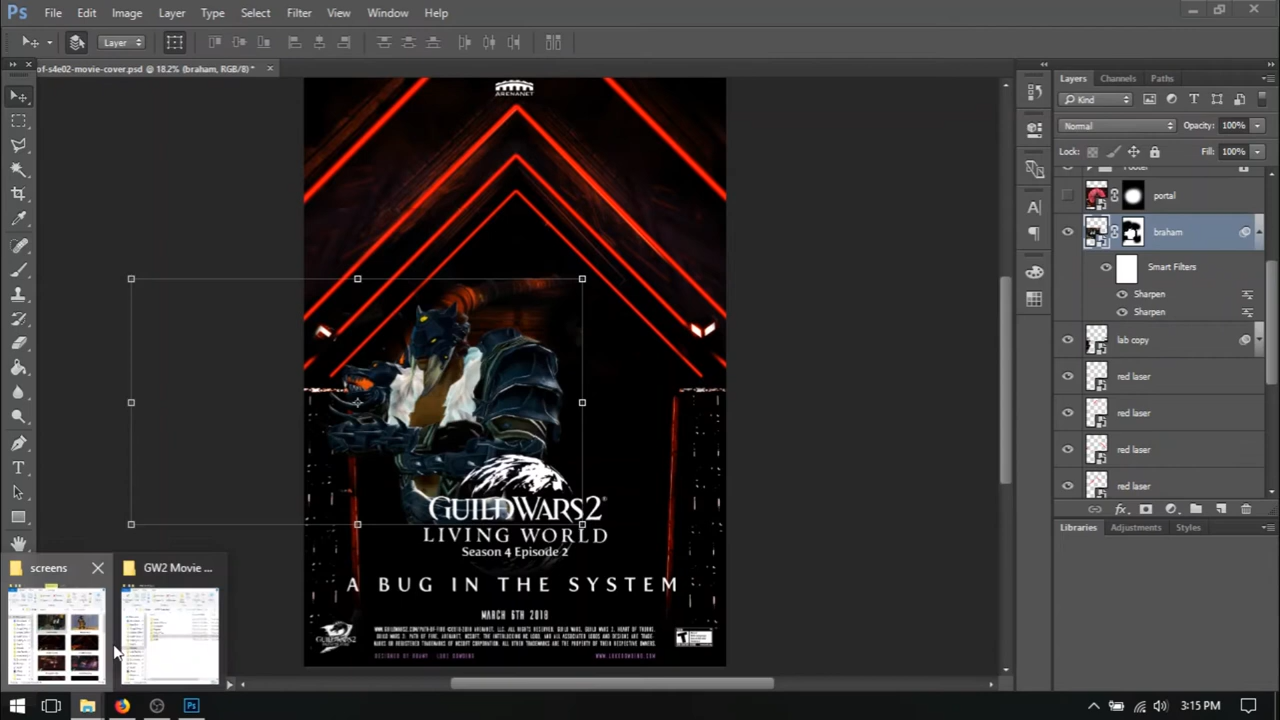 Ps File Edit Image Layer Type Select Filter View Window Help
Layer
of-s4e02-movie-cover.psd @ 18.2% (braham, RGB/8) *
Layers Channels Paths
Kind
Normal Opacity: 100%
Lock: Fill: 100%
portal
braham
Smart Filters
Sharpen
Sharpen
lab copy
red laser
red laser
red laser
red laser
Libraries Adjustments Styles
ARENANET
GUILDWARS2
LIVING WORLD
Season 4 Episode 2
A BUG IN THE SYSTEM
MARCH 6TH 2018
screens
GW2 Movie ...
3:15 PM